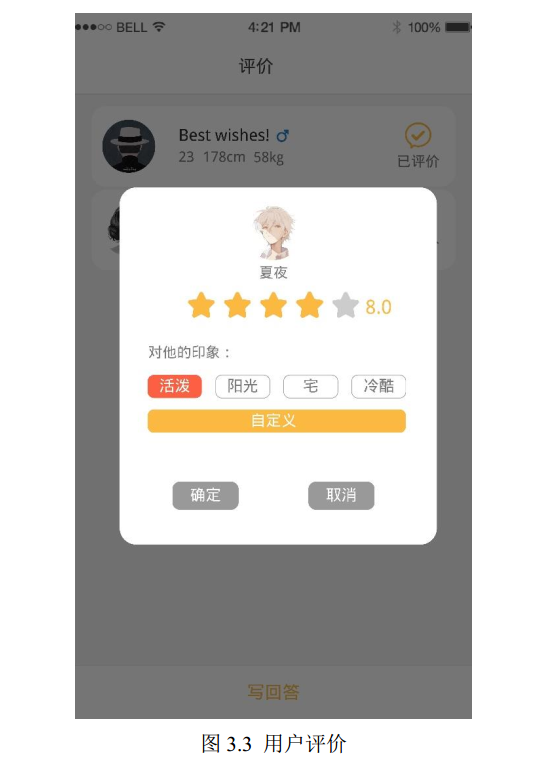 BELL 4:21 PM 100%
评价
Best wishes!
23 178cm 58kg
已评价
夏夜
8.0
对他的印象：
活泼 阳光 宅 冷酷
自定义
确定 取消
写回答
图 3.3 用户评价